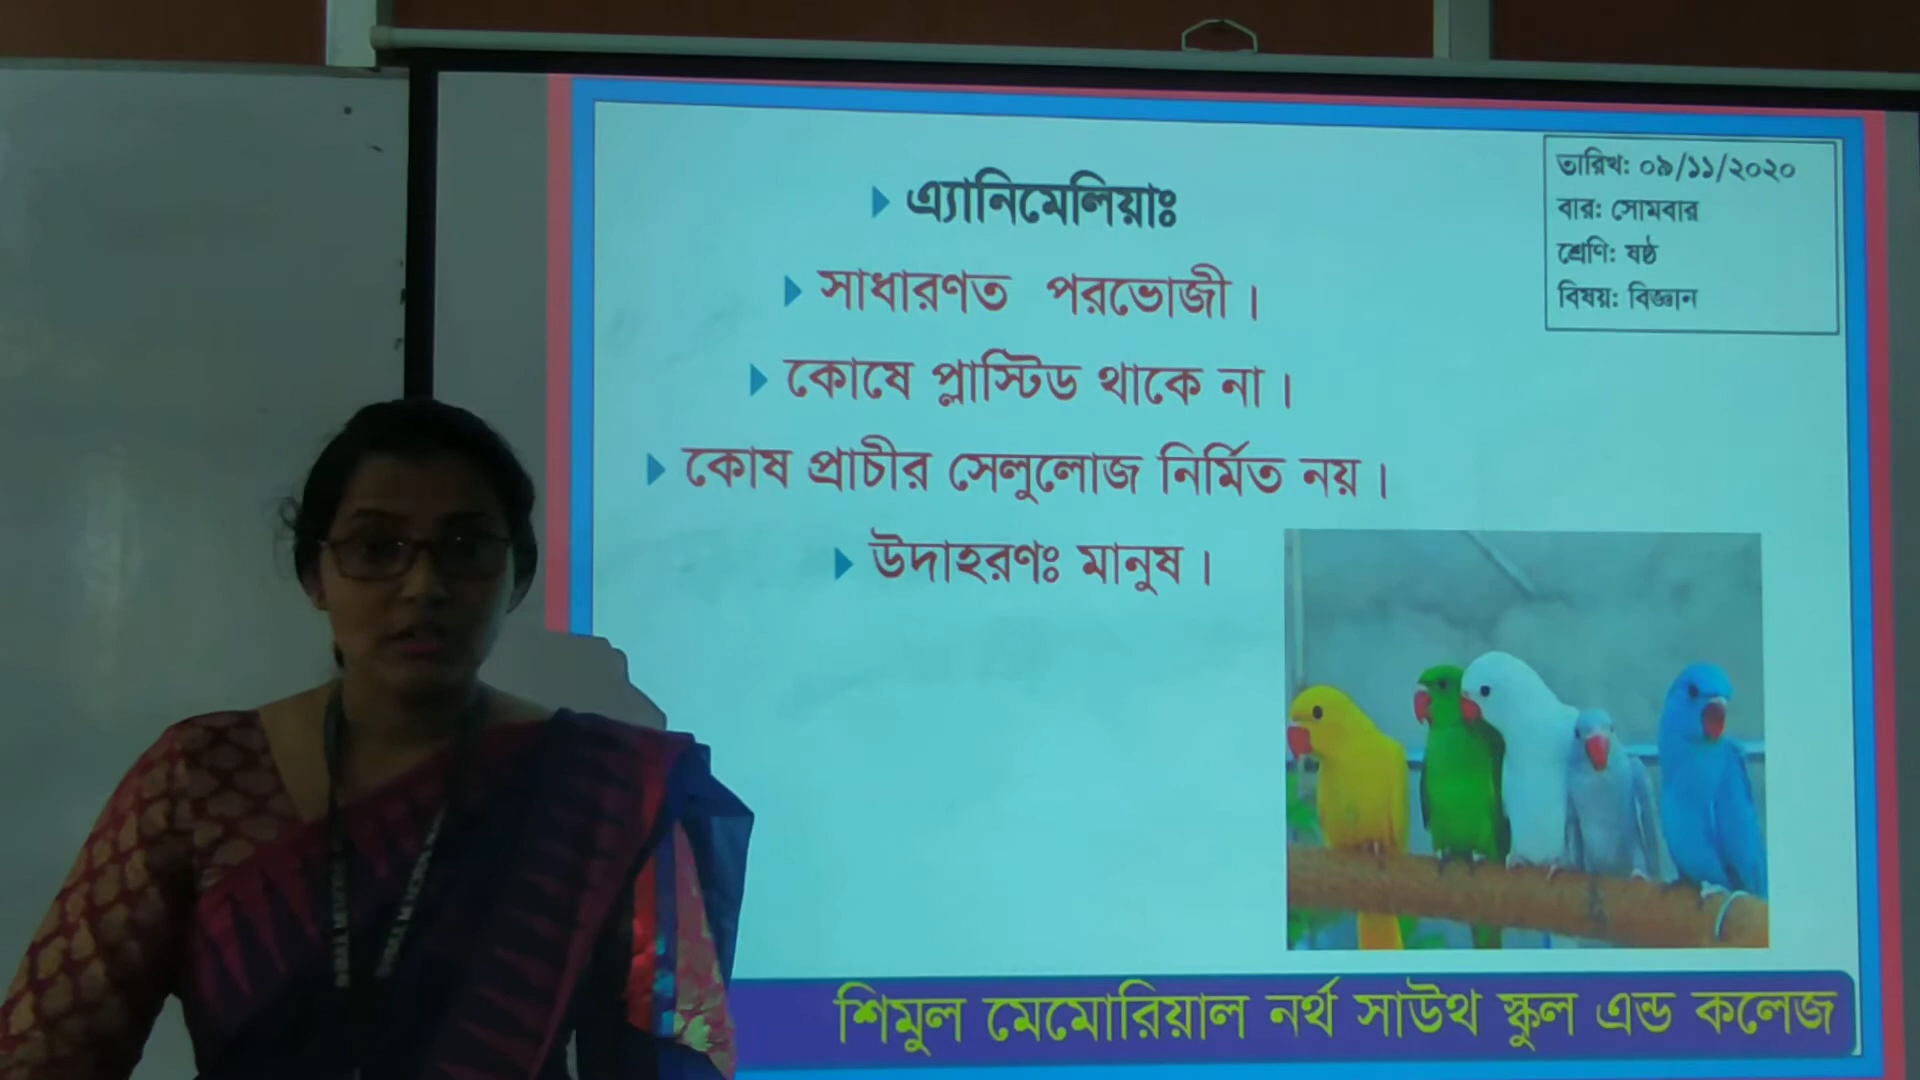 এ্যানিমেলিয়াঃ
সাধারণত পরভোজী।
কোষে প্লাস্টিড থাকে না।
কোষ প্রাচীর সেলুলোজ নির্মিত নয়।
উদাহরণঃ মানুষ।
তারিখ: ০৯/১১/২০২০
বার: সোমবার
শ্রেণি: ষষ্ঠ
বিষয়: বিজ্ঞান
শিমুল মেমোরিয়াল নর্থ সাউথ স্কুল এন্ড কলেজ